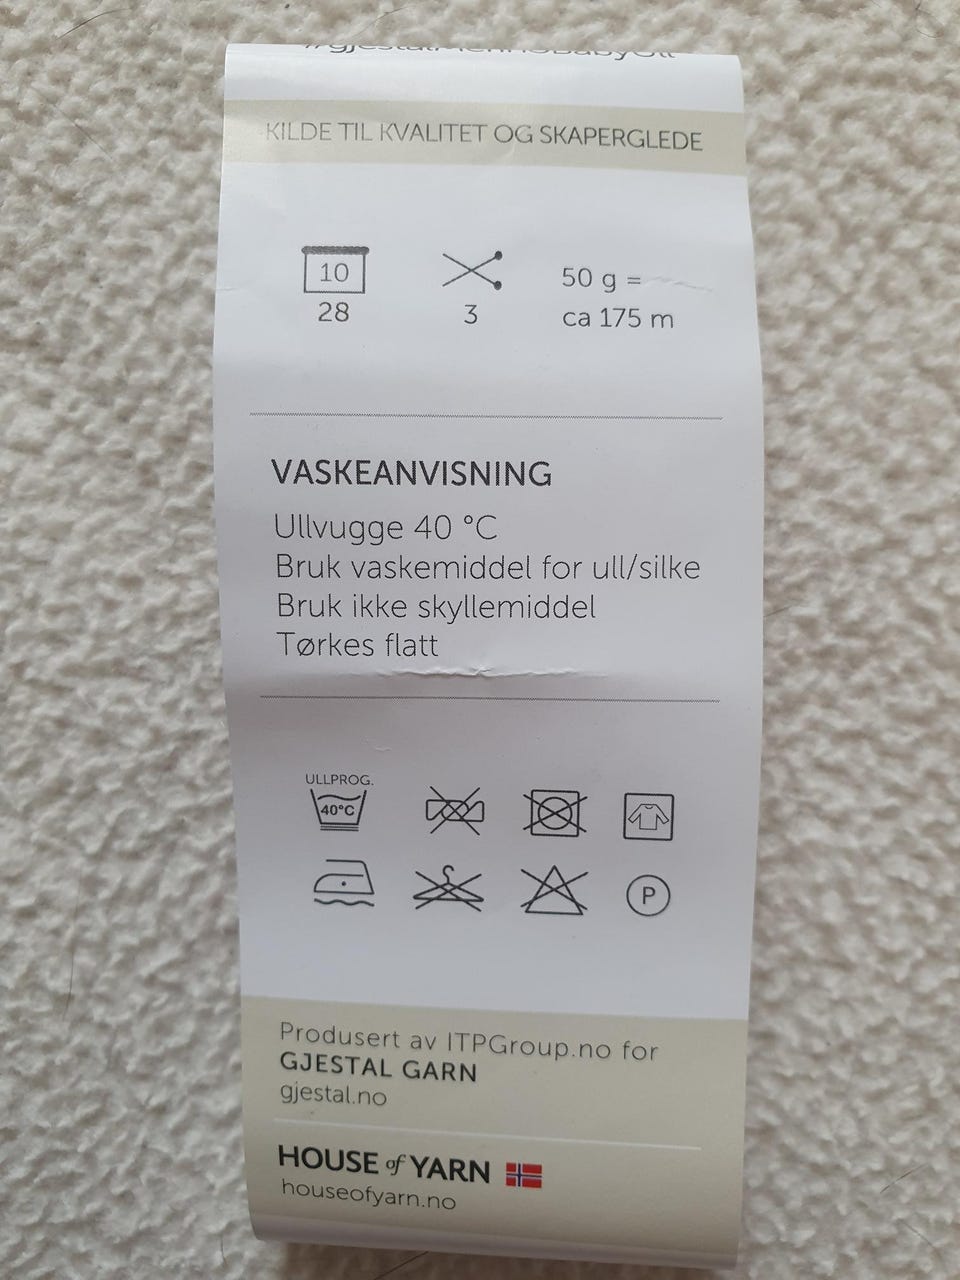 #gjestalMerinoBabyUll
KILDE TIL KVALITET OG SKAPERGLEDE
10
28
3
50 g =
ca 175 m
VASKEANVISNING
Ullvugge 40 °C
Bruk vaskemiddel for ull/silke
Bruk ikke skyllemiddel
Tørkes flatt
ULLPROG.
40°C
P
Produsert av ITPGroup.no for
GJESTAL GARN
gjestal.no
HOUSE of YARN
houseofyarn.no